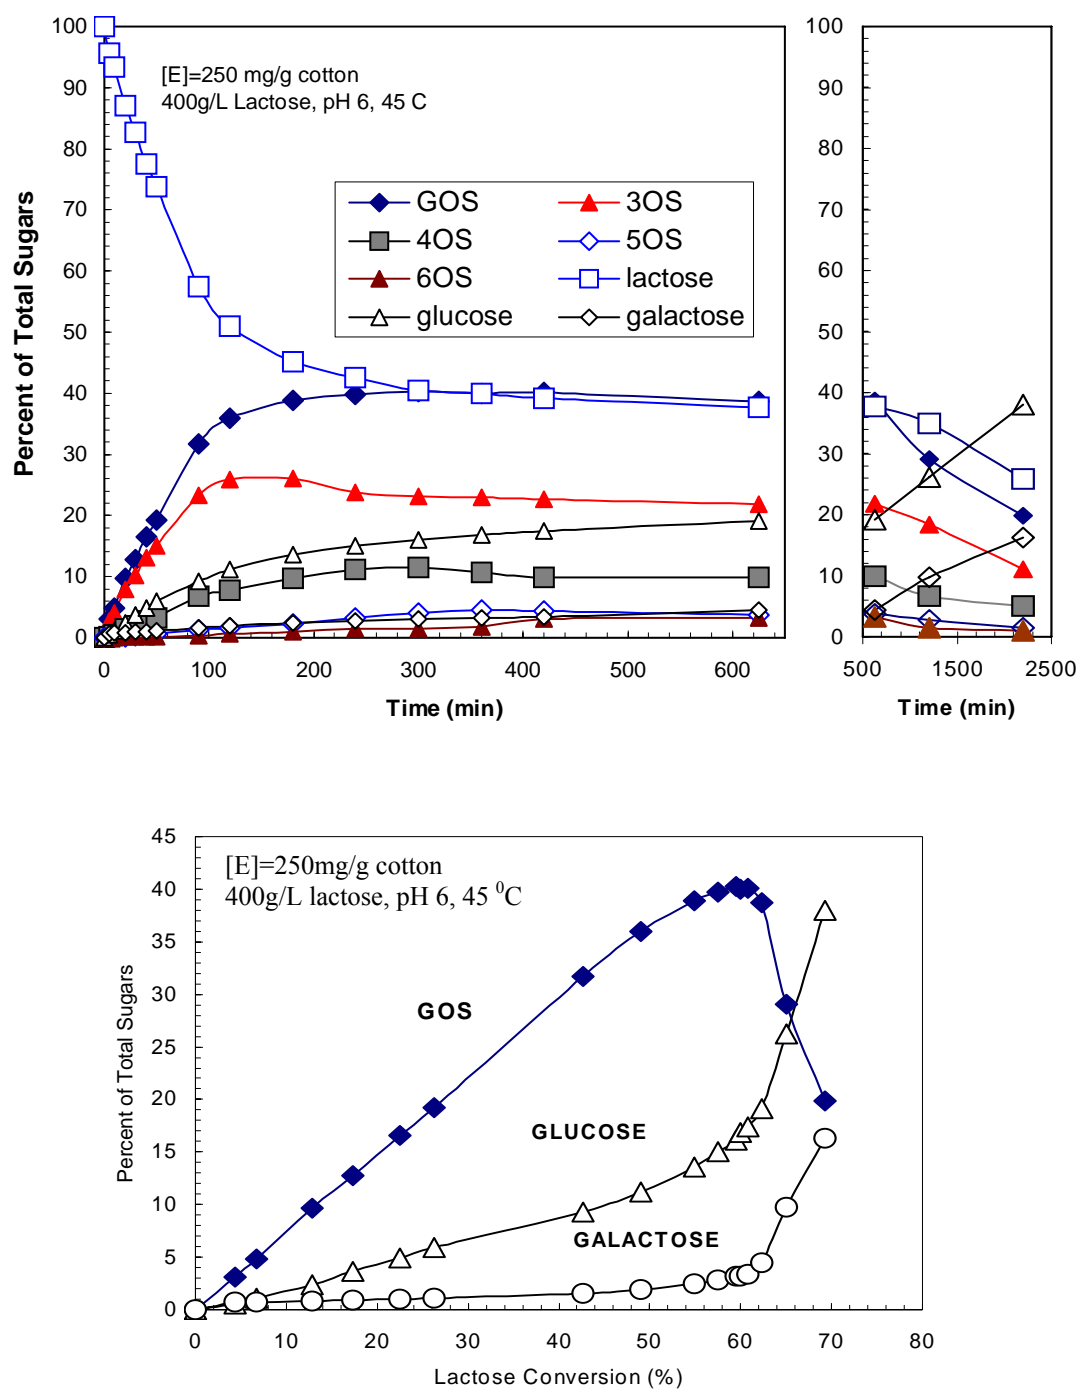 100
90
80
70
60
50
40
30
20
10
0
Percent of Total Sugars
[E]=250 mg/g cotton
400g/L Lactose, pH 6, 45 C
GOS 3OS
4OS 5OS
6OS lactose
glucose galactose
0 100 200 300 400 500 600
Time (min)
100
90
80
70
60
50
40
30
20
10
0
500 1500 2500
Time (min)
45
40
35
30
25
20
15
10
5
0
Percent of Total Sugars
[E]=250mg/g cotton
400g/L lactose, pH 6, 45 ⁰C
GOS
GLUCOSE
GALACTOSE
0 10 20 30 40 50 60 70 80
Lactose Conversion (%)